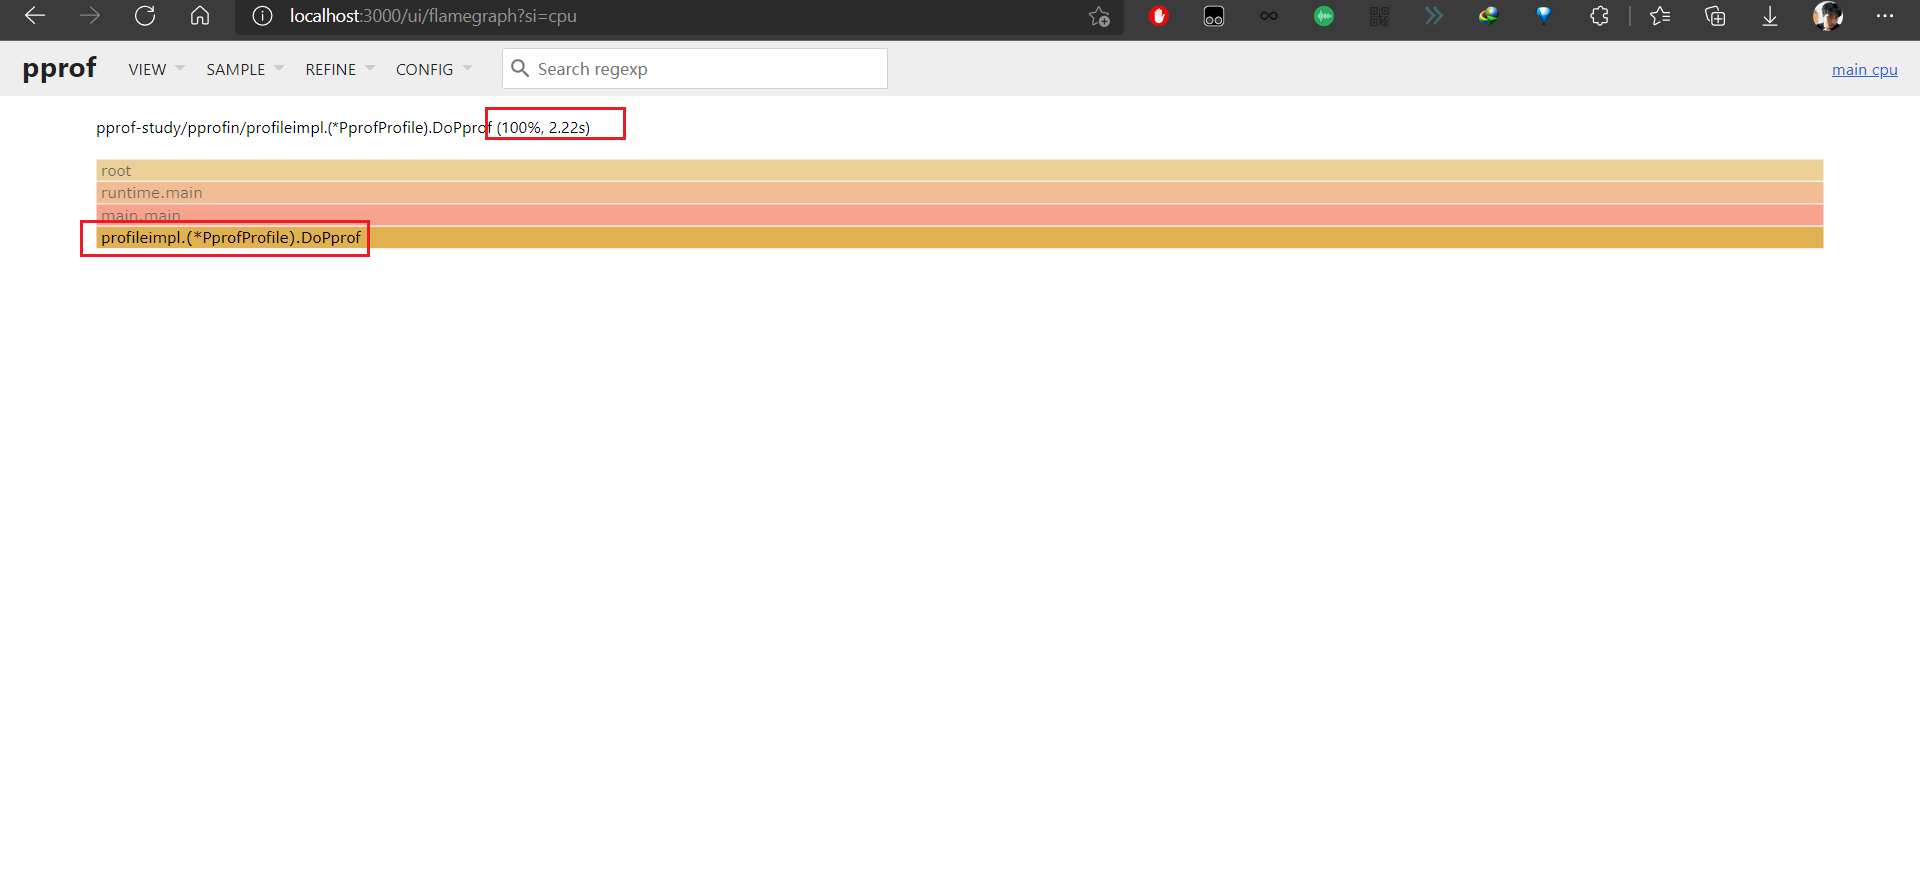 localhost:3000/ui/flamegraph?si=cpu
pprof VIEW SAMPLE REFINE CONFIG Search regexp main cpu
pprof-study/pprofin/profileimpl.(*PprofProfile).DoPprof (100%, 2.22s)
root
runtime.main
main.main
profileimpl.(*PprofProfile).DoPprof